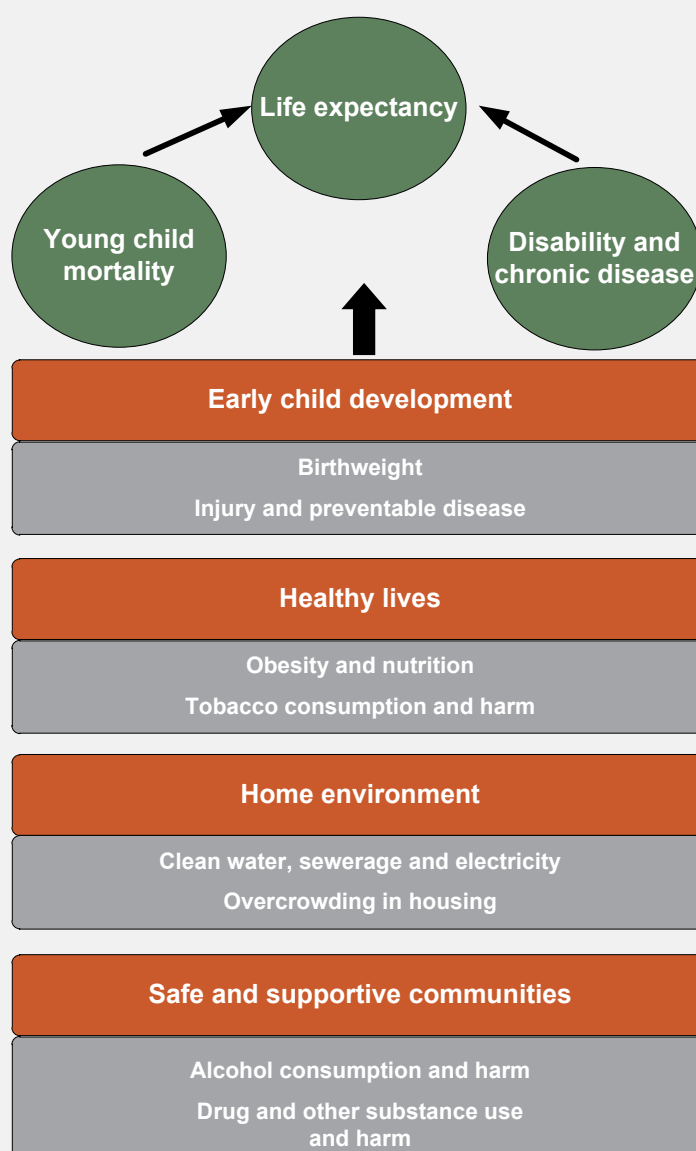 Life expectancy
Young child
mortality
Disability and
chronic disease
Early child development
Birthweight
Injury and preventable disease
Healthy lives
Obesity and nutrition
Tobacco consumption and harm
Home environment
Clean water, sewerage and electricity
Overcrowding in housing
Safe and supportive communities
Alcohol consumption and harm
Drug and other substance use
and harm